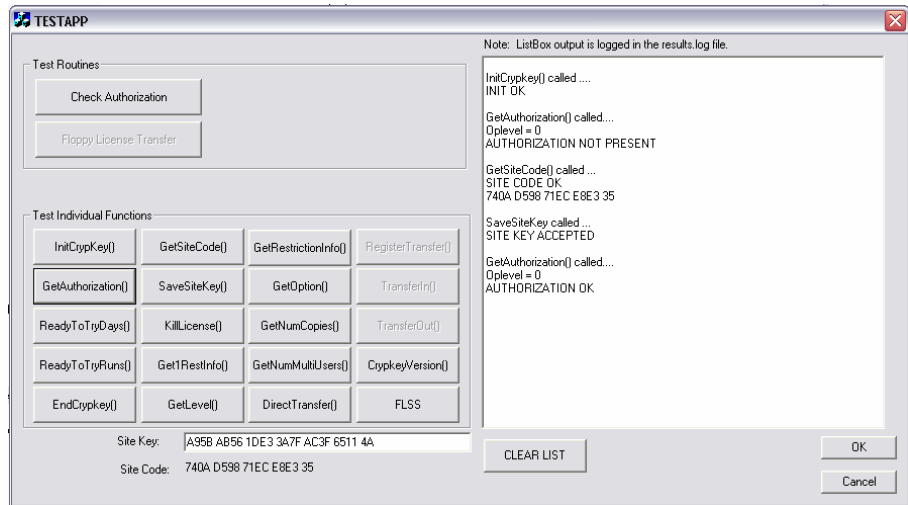 TESTAPP
Note: ListBox output is logged in the results.log file.
Test Routines
Check Authorization
Floppy License Transfer
InitCrypkey() called ....
INIT OK
GetAuthorization() called....
Oplevel = 0
AUTHORIZATION NOT PRESENT
GetSiteCode() called ...
SITE CODE OK
740A D598 71EC E8E3 35
SaveSiteKey called ...
SITE KEY ACCEPTED
GetAuthorization() called....
Oplevel = 0
AUTHORIZATION OK
Test Individual Functions
InitCrypKey() GetSiteCode() GetRestrictionInfo() RegisterTransfer()
GetAuthorization() SaveSiteKey() GetOption() TransferIn()
ReadyToTryDays() KillLicense() GetNumCopies() TransferOut()
ReadyToTryRuns() Get1RestInfo() GetNumMultiUsers() CrypkeyVersion()
EndCrypkey() GetLevel() DirectTransfer() FLSS
Site Key: A95B AB56 1DE3 3A7F AC3F 6511 4A
Site Code: 740A D598 71EC E8E3 35
CLEAR LIST
OK
Cancel